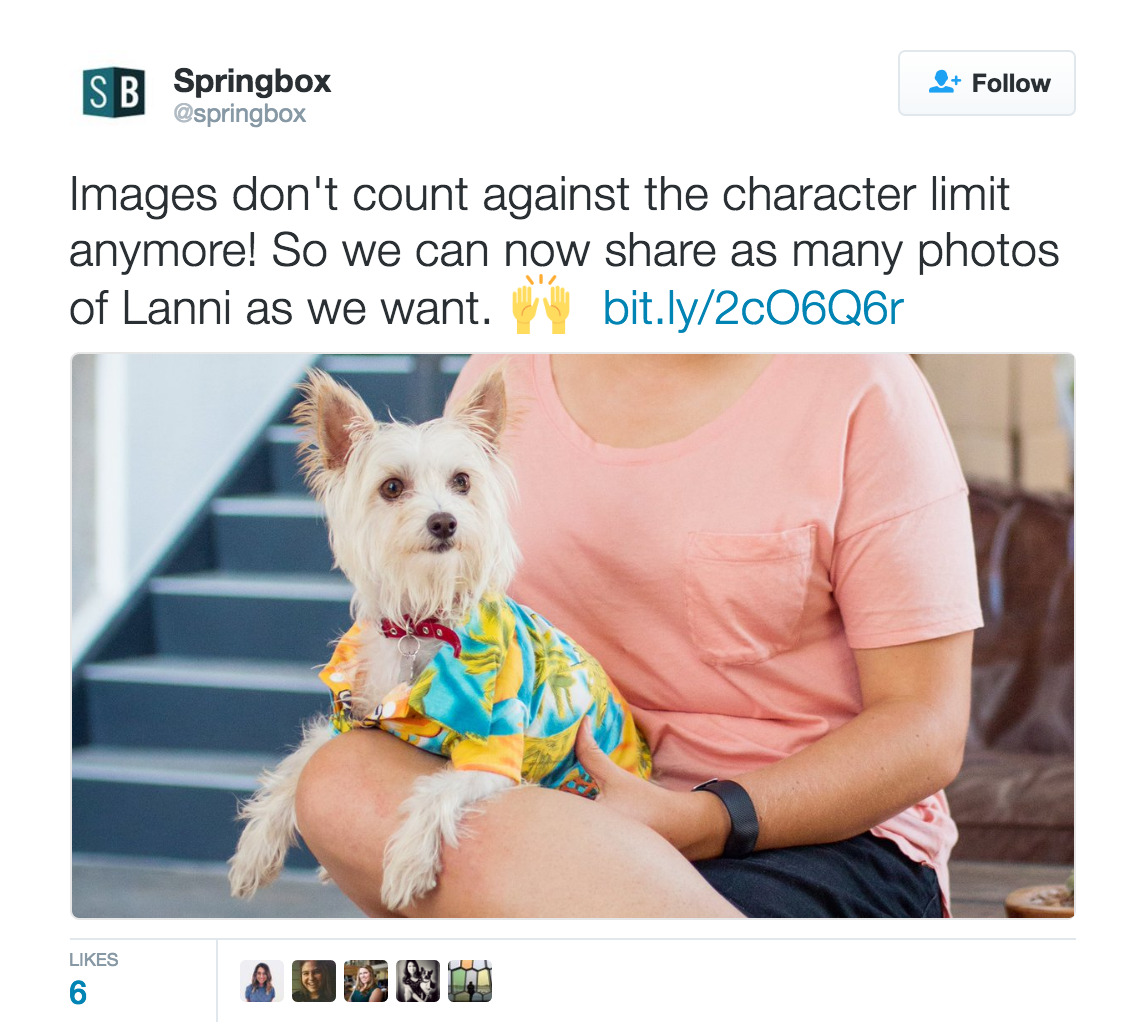 SB
Springbox
@springbox
Follow
Images don't count against the character limit
anymore! So we can now share as many photos
of Lanni as we want. 🙌 bit.ly/2cO6Q6r
LIKES
6